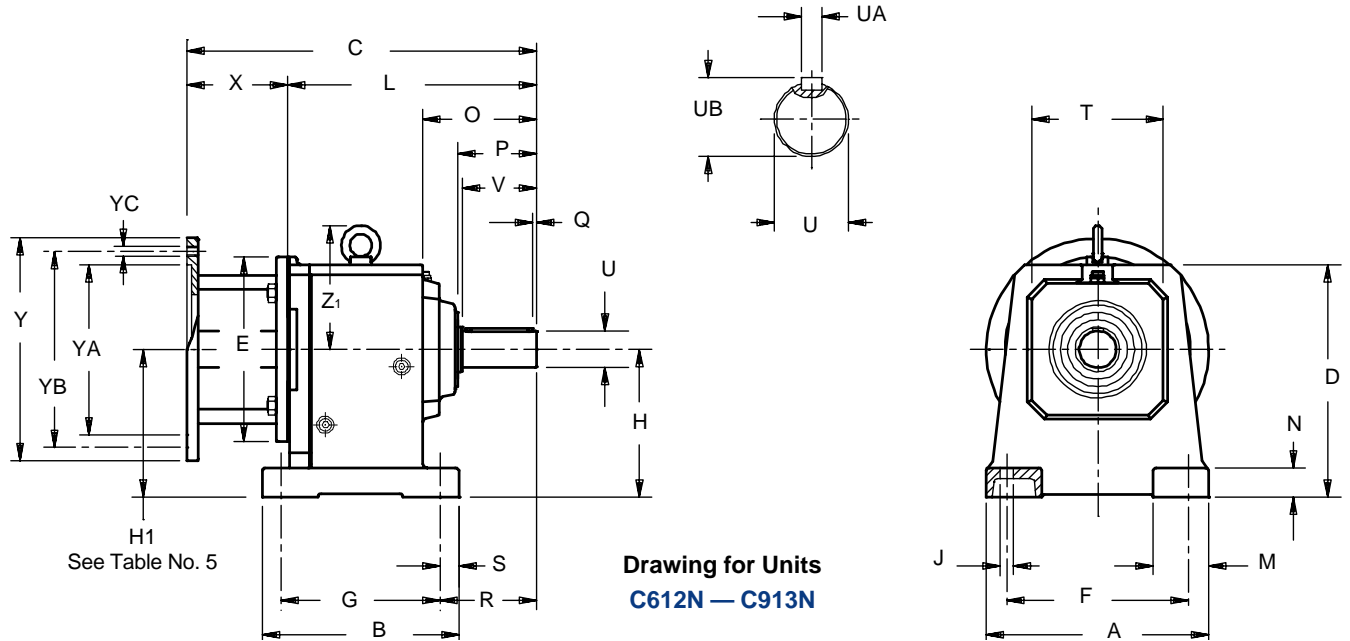 C
X
L
O
P
V
Q
YC
U
Z1
Y
YA
YB
E
H
H1
See Table No. 5
S
G
R
B
UA
UB
U
Drawing for Units
C612N — C913N
T
D
N
J
M
F
A